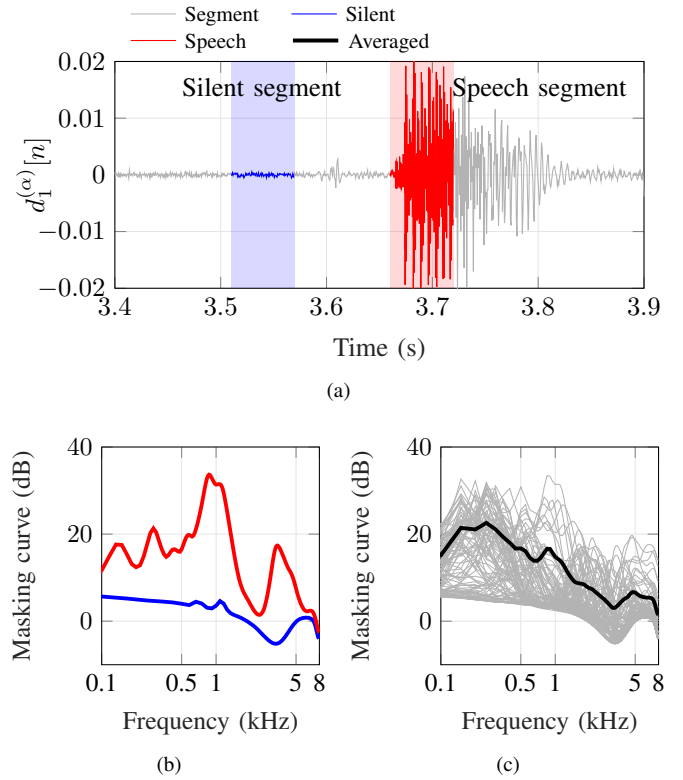 Segment Silent
Speech Averaged
0.02
0.01
0
−0.01
−0.02
d₁^(α)[n]
Silent segment Speech segment
3.4 3.5 3.6 3.7 3.8 3.9
Time (s)
(a)
40
20
0
Masking curve (dB)
0.1 0.5 1 5 8
Frequency (kHz)
(b)
40
20
0
Masking curve (dB)
0.1 0.5 1 5 8
Frequency (kHz)
(c)